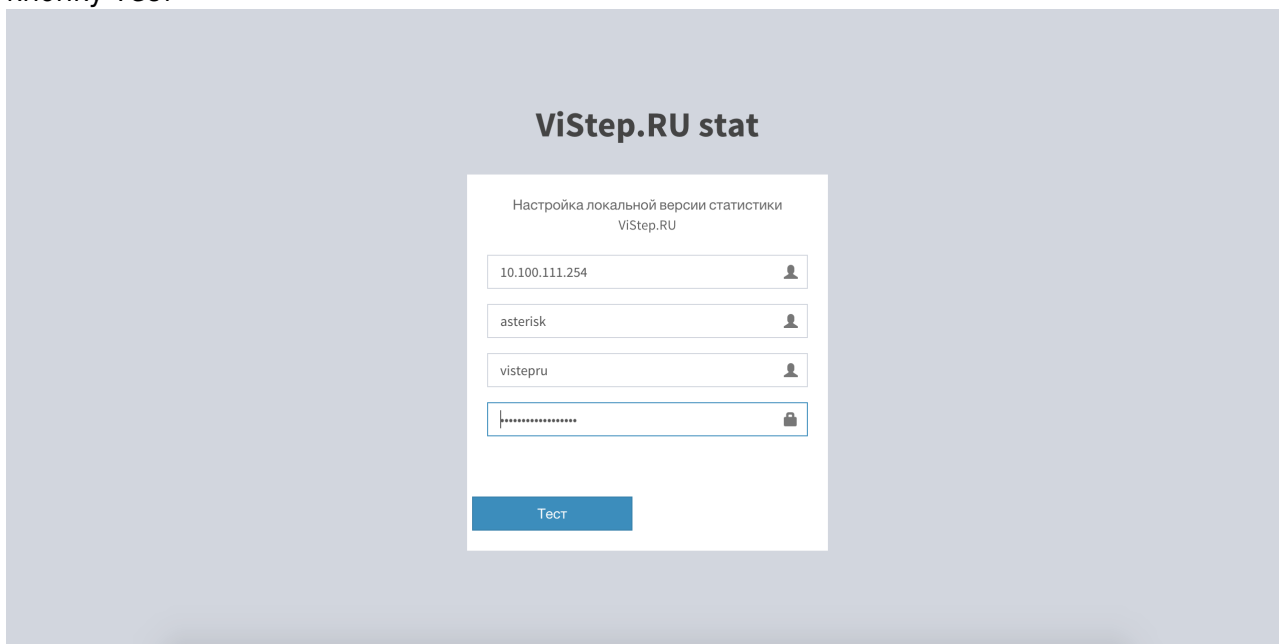 кнопку Тест
ViStep.RU stat
Настройка локальной версии статистики
ViStep.RU
10.100.111.254
asterisk
vistepru
••••••••••••••••••
Тест